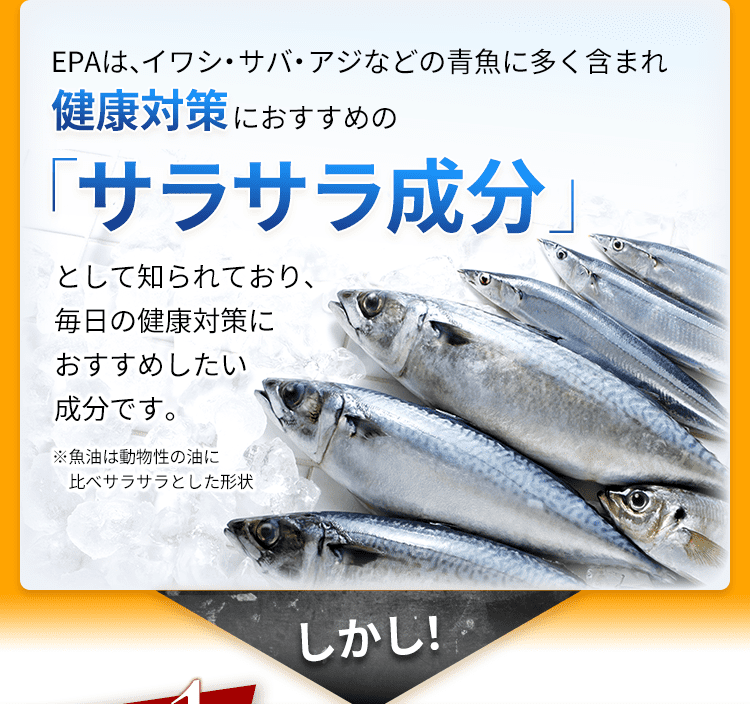 EPAは、イワシ・サバ・アジなどの青魚に多く含まれ
健康対策におすすめの
「サラサラ成分」
として知られており、
毎日の健康対策に
おすすめしたい
成分です。
※魚油は動物性の油に
比べサラサラとした形状
しかし!
1